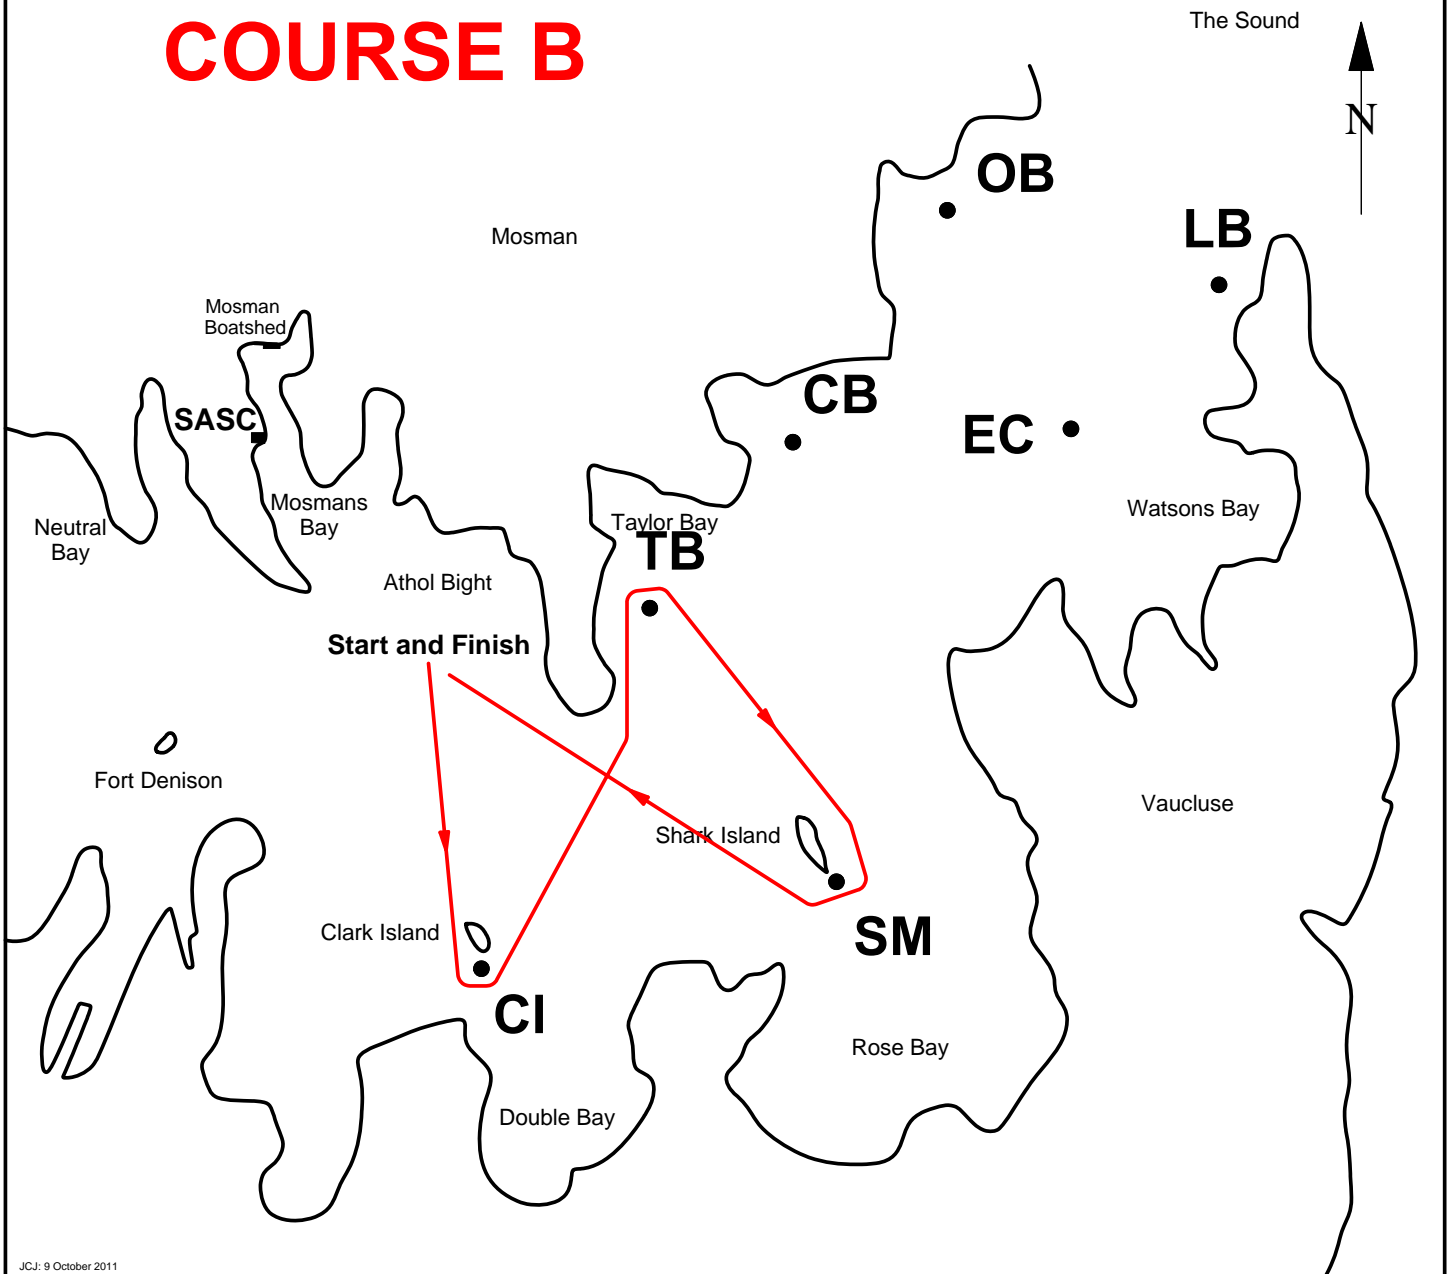 The Sound
COURSE B
N
OB
LB
Mosman
Mosman
Boatshed
CB
SASC
EC
Mosmans
Bay
Neutral
Bay
Taylor Bay
Watsons Bay
TB
Athol Bight
Start and Finish
Fort Denison
Vaucluse
Shark Island
Clark Island
SM
CI
Rose Bay
Double Bay
JCJ: 9 October 2011